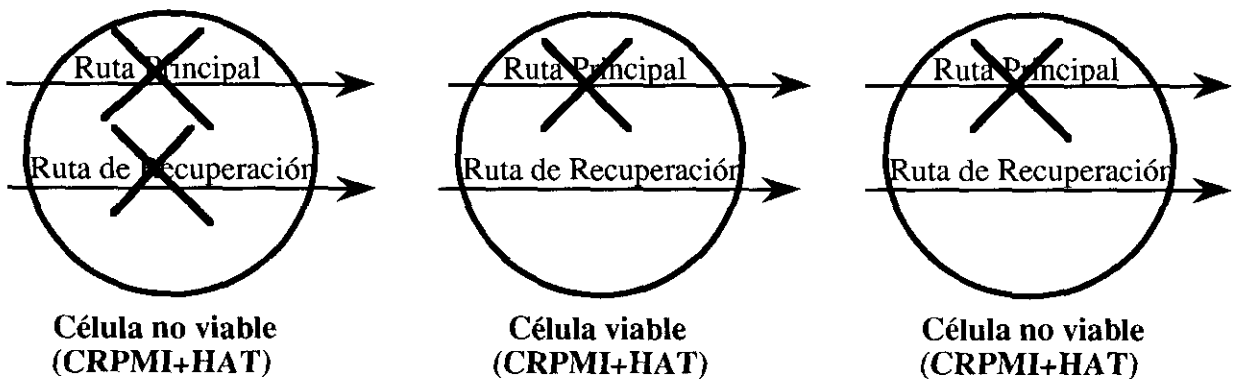 Ruta Principal
Ruta de Recuperación
Célula no viable
(CRPMI+HAT)
Ruta Principal
Ruta de Recuperación
Célula viable
(CRPMI+HAT)
Ruta Principal
Ruta de Recuperación
Célula no viable
(CRPMI+HAT)